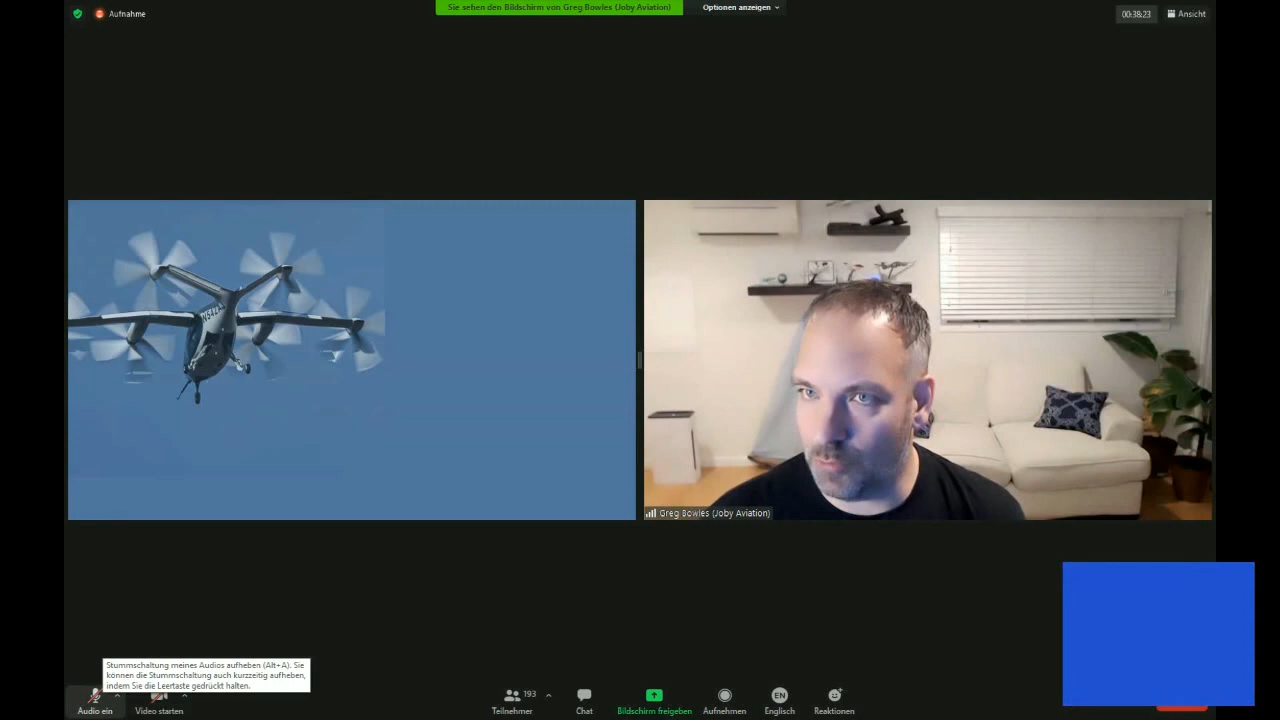 Aufnahme
Sie sehen den Bildschirm von Greg Bowles (Joby Aviation)
Optionen anzeigen
00:38:23
Ansicht
Greg Bowles (Joby Aviation)
Stummschaltung meines Audios aufheben (Alt+A). Sie
können die Stummschaltung auch kurzzeitig aufheben,
indem Sie die Leertaste gedrückt halten.
Audio ein
Video starten
193
Teilnehmer
Chat
Bildschirm freigeben
Aufnehmen
EN
Englisch
Reaktionen